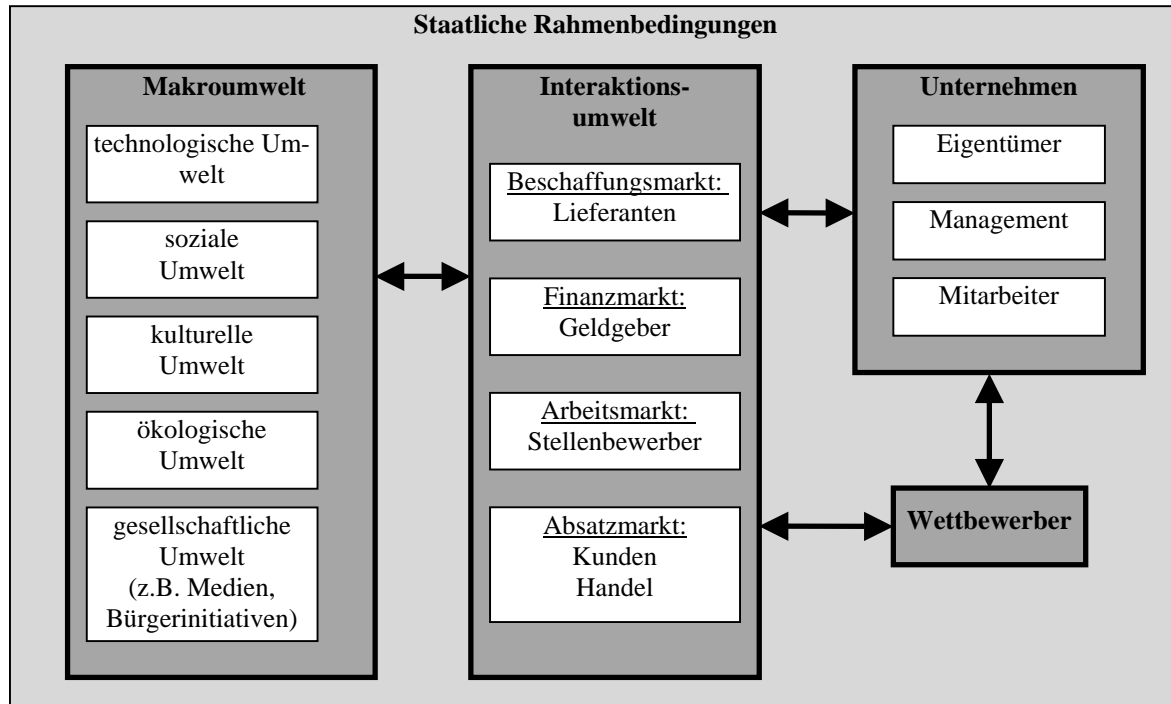 Staatliche Rahmenbedingungen
Makroumwelt
technologische Um-
welt
soziale
Umwelt
kulturelle
Umwelt
ökologische
Umwelt
gesellschaftliche
Umwelt
(z.B. Medien,
Bürgerinitiativen)
Interaktions-
umwelt
Beschaffungsmarkt:
Lieferanten
Finanzmarkt:
Geldgeber
Arbeitsmarkt:
Stellenbewerber
Absatzmarkt:
Kunden
Handel
Unternehmen
Eigentümer
Management
Mitarbeiter
Wettbewerber